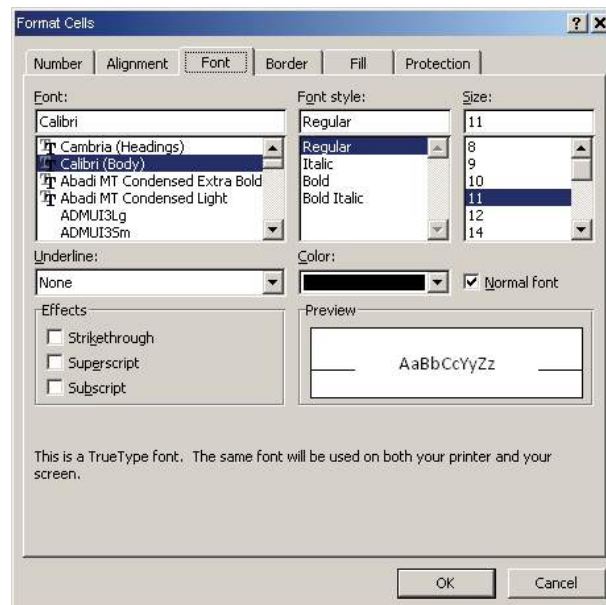 Format Cells
Number Alignment Font Border Fill Protection
Font: Font style: Size:
Calibri Regular 11
Cambria (Headings) Regular 8
Calibri (Body) Italic 9
Abadi MT Condensed Extra Bold Bold 10
Abadi MT Condensed Light Bold Italic 11
ADMUI3Lg 12
ADMUI3Sm 14
Underline: Color:
None Normal font
Effects Preview
Strikethrough
Superscript AaBbCcYyZz
Subscript
This is a TrueType font. The same font will be used on both your printer and your
screen.
OK Cancel